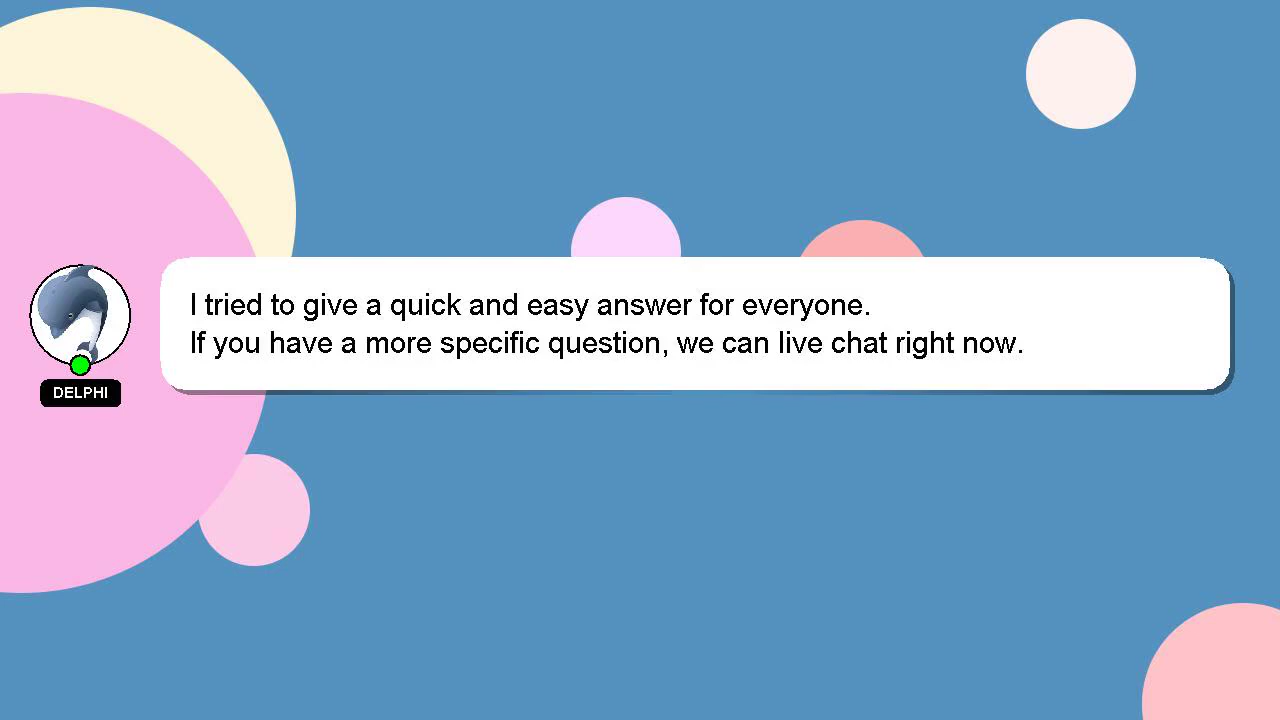 I tried to give a quick and easy answer for everyone.
If you have a more specific question, we can live chat right now.
DELPHI